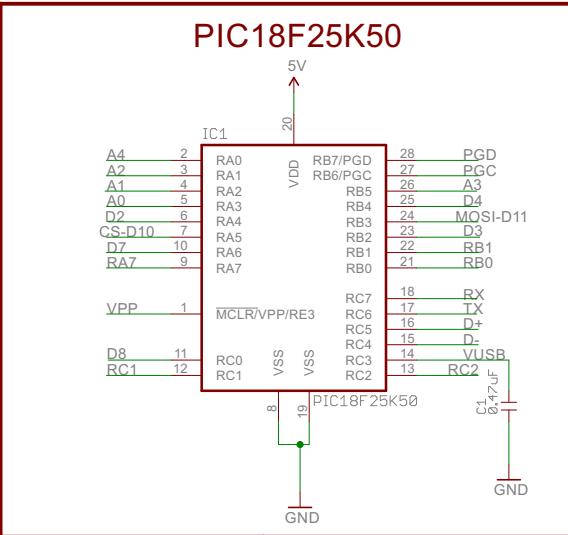 PIC18F25K50
5V
IC1
20
VDD
A4 2 RA0 RB7/PGD 28 PGD
A2 3 RA1 RB6/PGC 27 PGC
A1 4 RA2 RB5 26 A3
A0 5 RA3 RB4 25 D4
D2 6 RA4 RB3 24 MOSI-D11
CS-D10 7 RA5 RB2 23 D3
D7 10 RA6 RB1 22 RB1
RA7 9 RA7 RB0 21 RB0
RC7 18 RX
VPP 1 MCLR/VPP/RE3 RC6 17 TX
RC5 16 D+
RC4 15 D-
D8 11 RC0 RC3 14 VUSB
RC1 12 RC1 RC2 13 RC2
VSS VSS
8 19
PIC18F25K50
C1
0.47uF
GND
GND